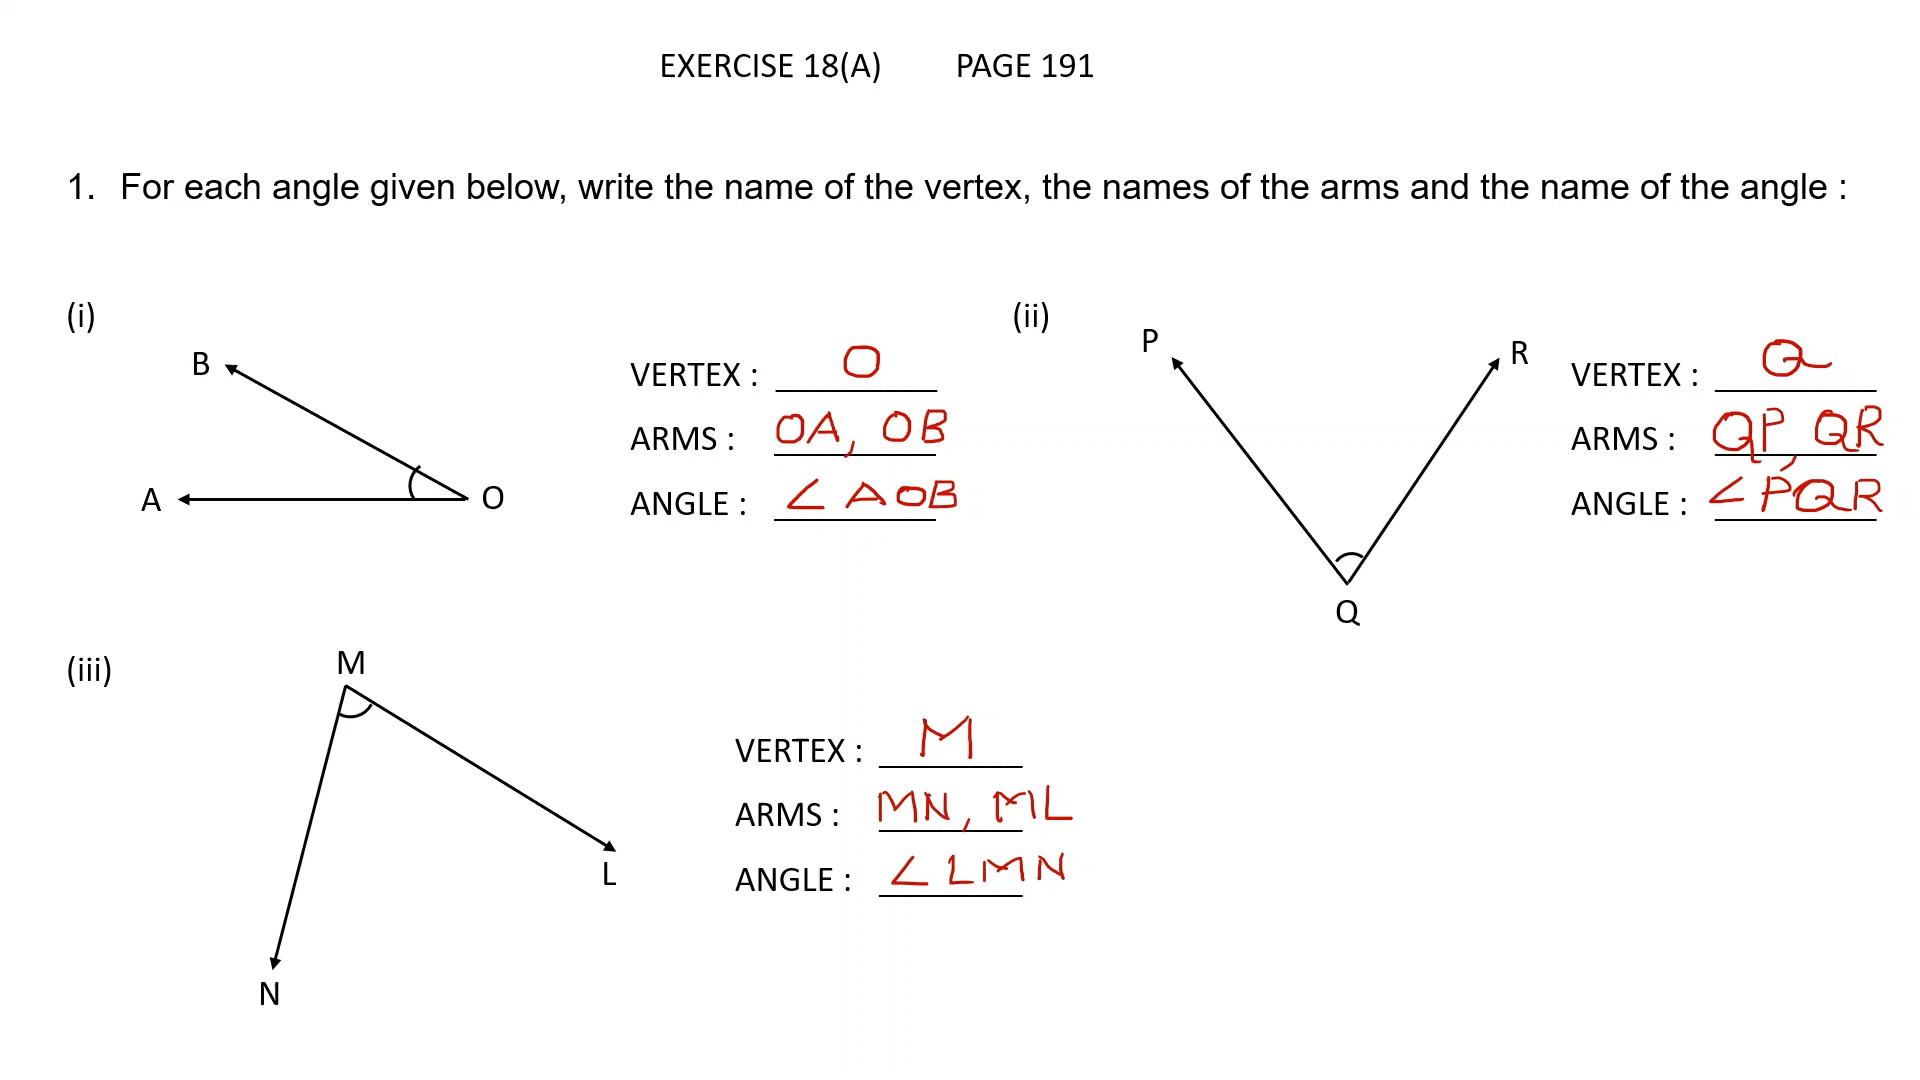 EXERCISE 18(A) PAGE 191
1. For each angle given below, write the name of the vertex, the names of the arms and the name of the angle :
(i)
B
A
O
VERTEX : O
ARMS : OA, OB
ANGLE : ∠AOB
(ii)
P
R
Q
VERTEX : Q
ARMS : QP, QR
ANGLE : ∠PQR
(iii)
M
L
N
VERTEX : M
ARMS : MN, ML
ANGLE : ∠LMN